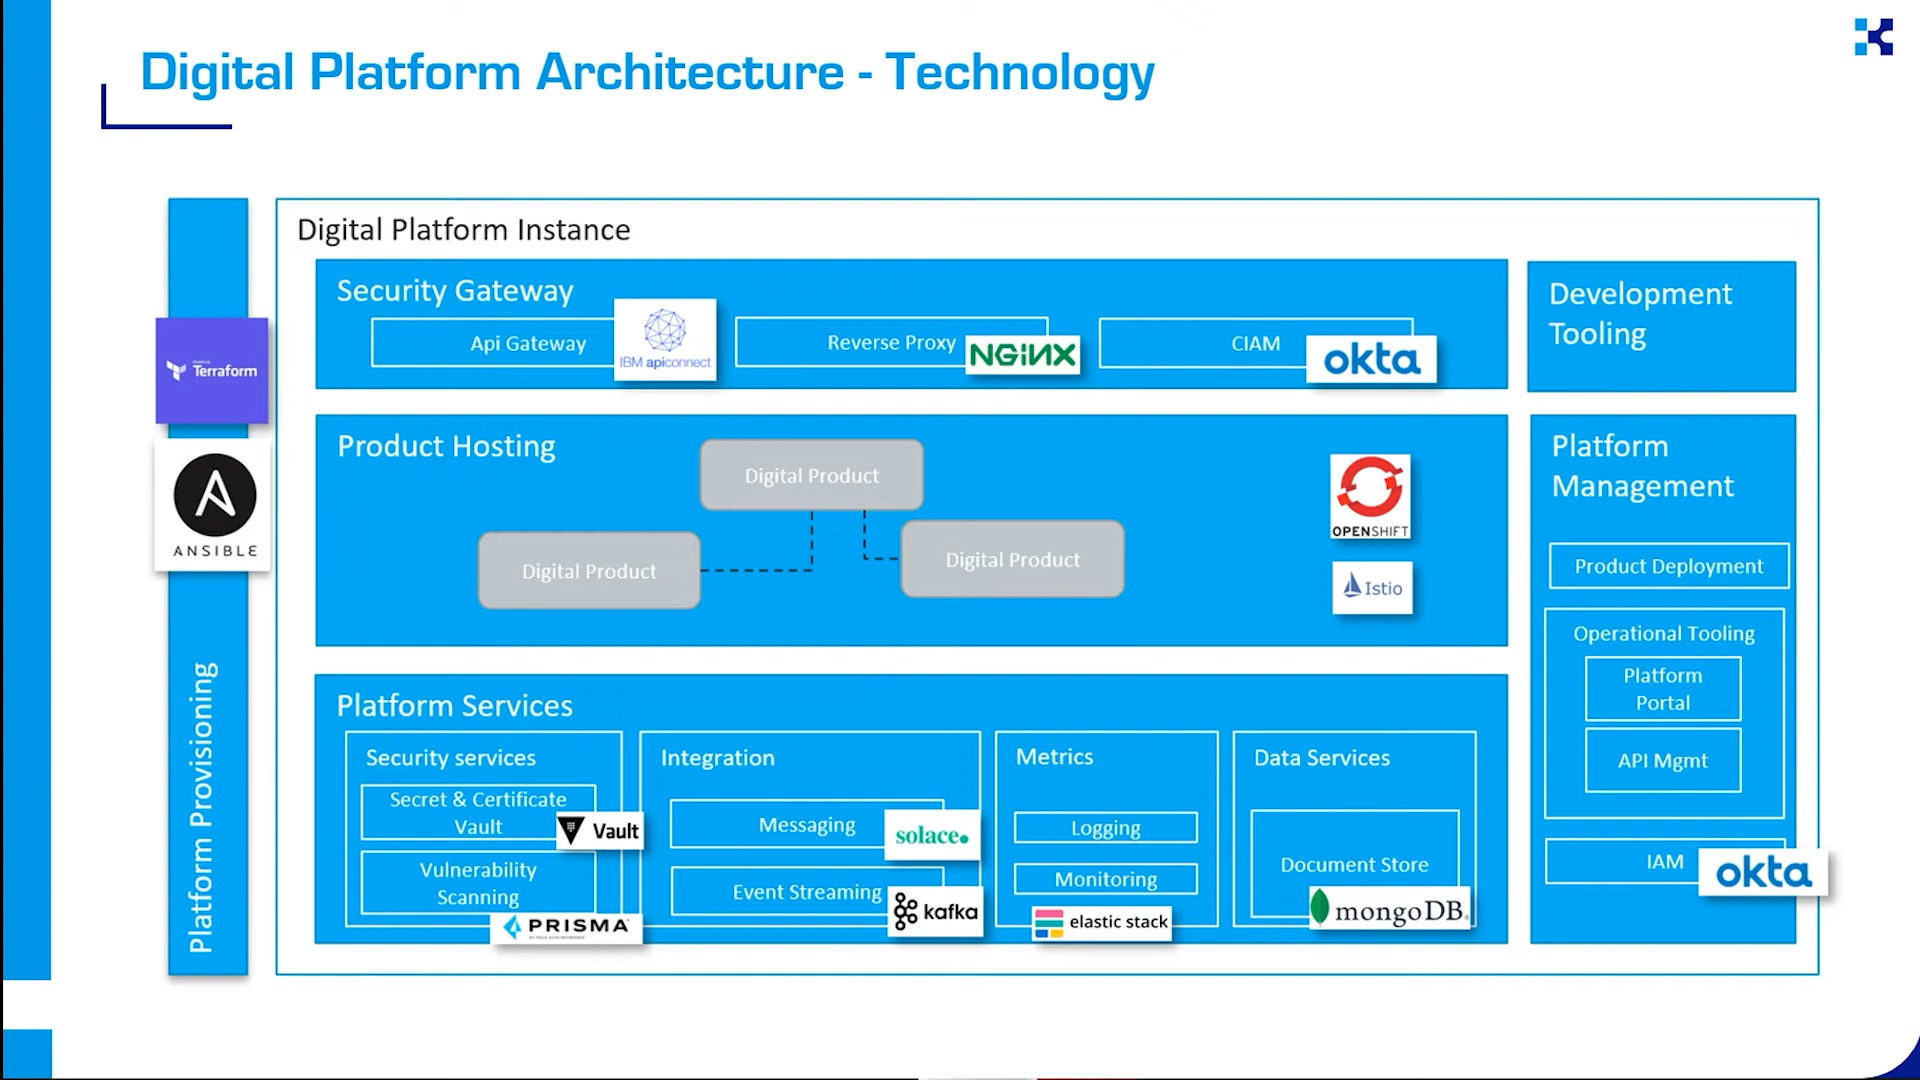 Digital Platform Architecture - Technology
Digital Platform Instance
Security Gateway
Api Gateway
IBM apiconnect
Reverse Proxy
NGINX
CIAM
okta
Development
Tooling
Terraform
ANSIBLE
Platform Provisioning
Product Hosting
Digital Product
Digital Product
Digital Product
OPENSHIFT
Istio
Platform
Management
Product Deployment
Operational Tooling
Platform
Portal
API Mgmt
IAM
okta
Platform Services
Security services
Secret & Certificate
Vault
Vault
Vulnerability
Scanning
PRISMA
Integration
Messaging
solace.
Event Streaming
kafka
Metrics
Logging
Monitoring
elastic stack
Data Services
Document Store
mongoDB.